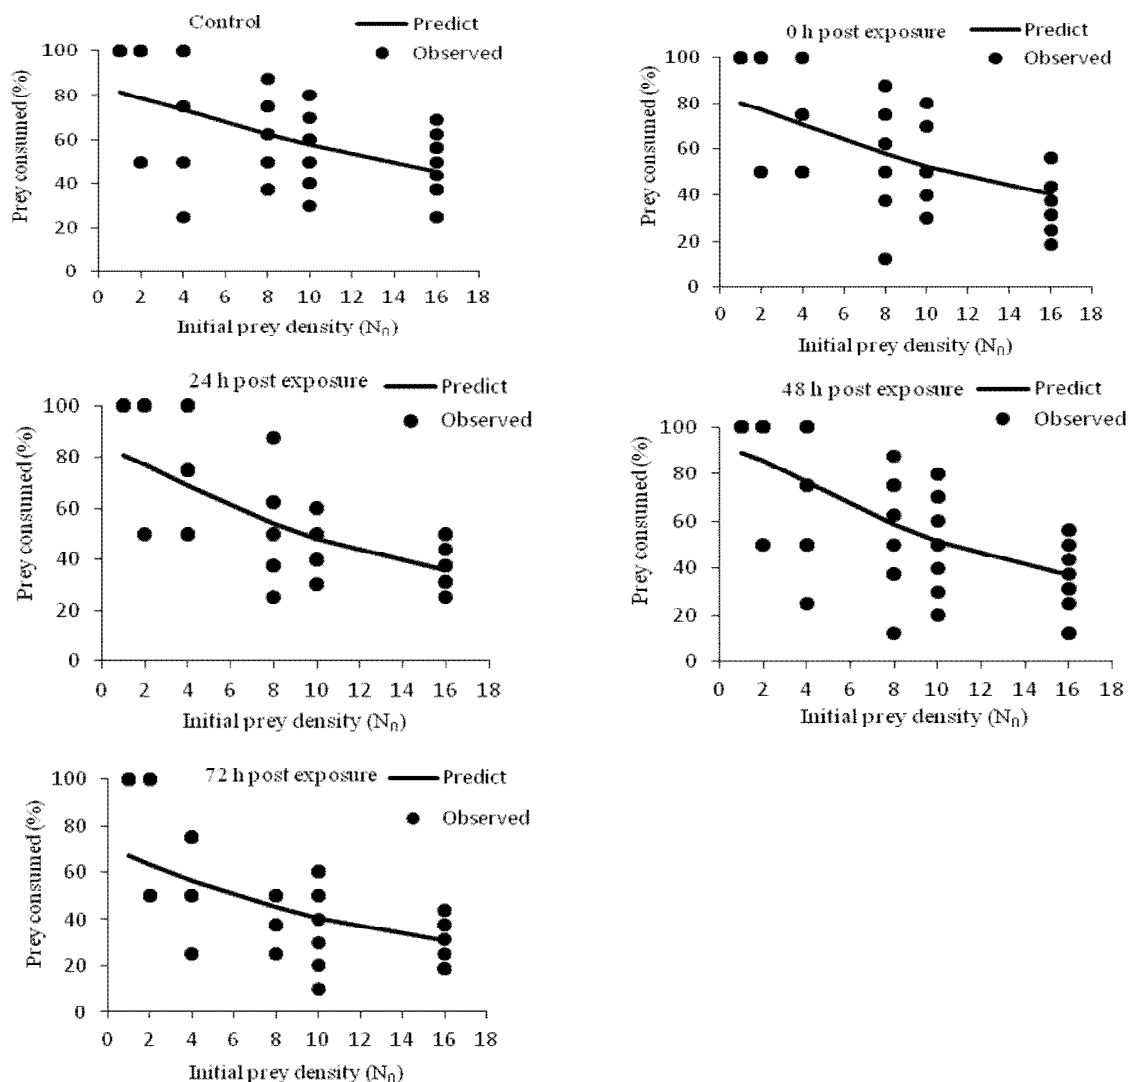 Control
Predict
Observed
Prey consumed (%)
100
80
60
40
20
0
0 2 4 6 8 10 12 14 16 18
Initial prey density (N0)
0 h post exposure
Predict
Observed
Prey consumed (%)
100
80
60
40
20
0
0 2 4 6 8 10 12 14 16 18
Initial prey density (N0)
24 h post exposure
Predict
Observed
Prey consumed (%)
100
80
60
40
20
0
0 2 4 6 8 10 12 14 16 18
Initial prey density (N0)
48 h post exposure
Predict
Observed
Prey consumed (%)
100
80
60
40
20
0
0 2 4 6 8 10 12 14 16 18
Initial prey density (N0)
72 h post exposure
Predict
Observed
Prey consumed (%)
100
80
60
40
20
0
0 2 4 6 8 10 12 14 16 18
Initial prey density (N0)